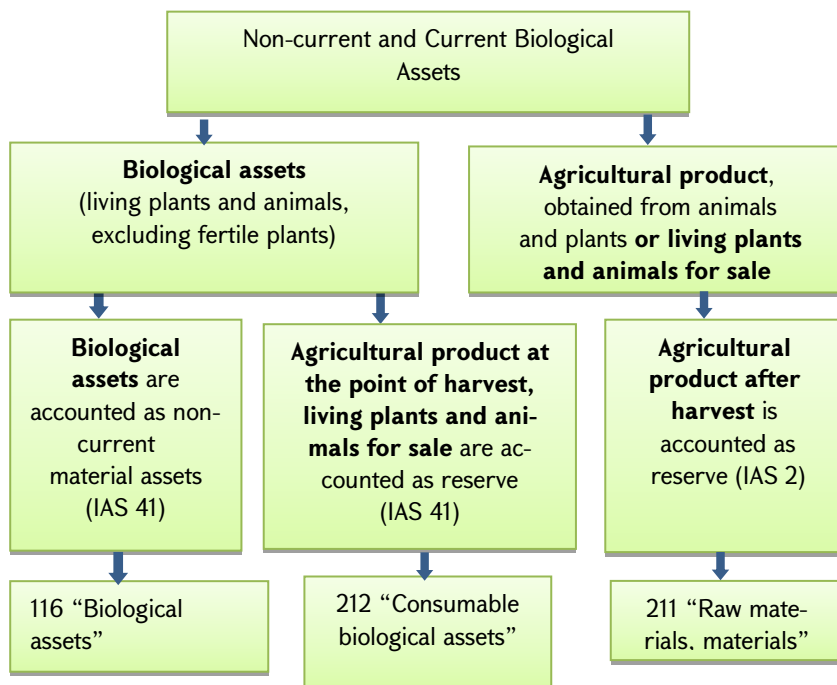 Non-current and Current Biological
Assets
Biological assets
(living plants and animals,
excluding fertile plants)
Agricultural product,
obtained from animals
and plants or living plants
and animals for sale
Biological
assets are
accounted as non-
current
material assets
(IAS 41)
Agricultural product at
the point of harvest,
living plants and ani-
mals for sale are ac-
counted as reserve
(IAS 41)
Agricultural
product after
harvest is
accounted as
reserve (IAS 2)
116 “Biological
assets”
212 “Consumable
biological assets”
211 “Raw mate-
rials, materials”